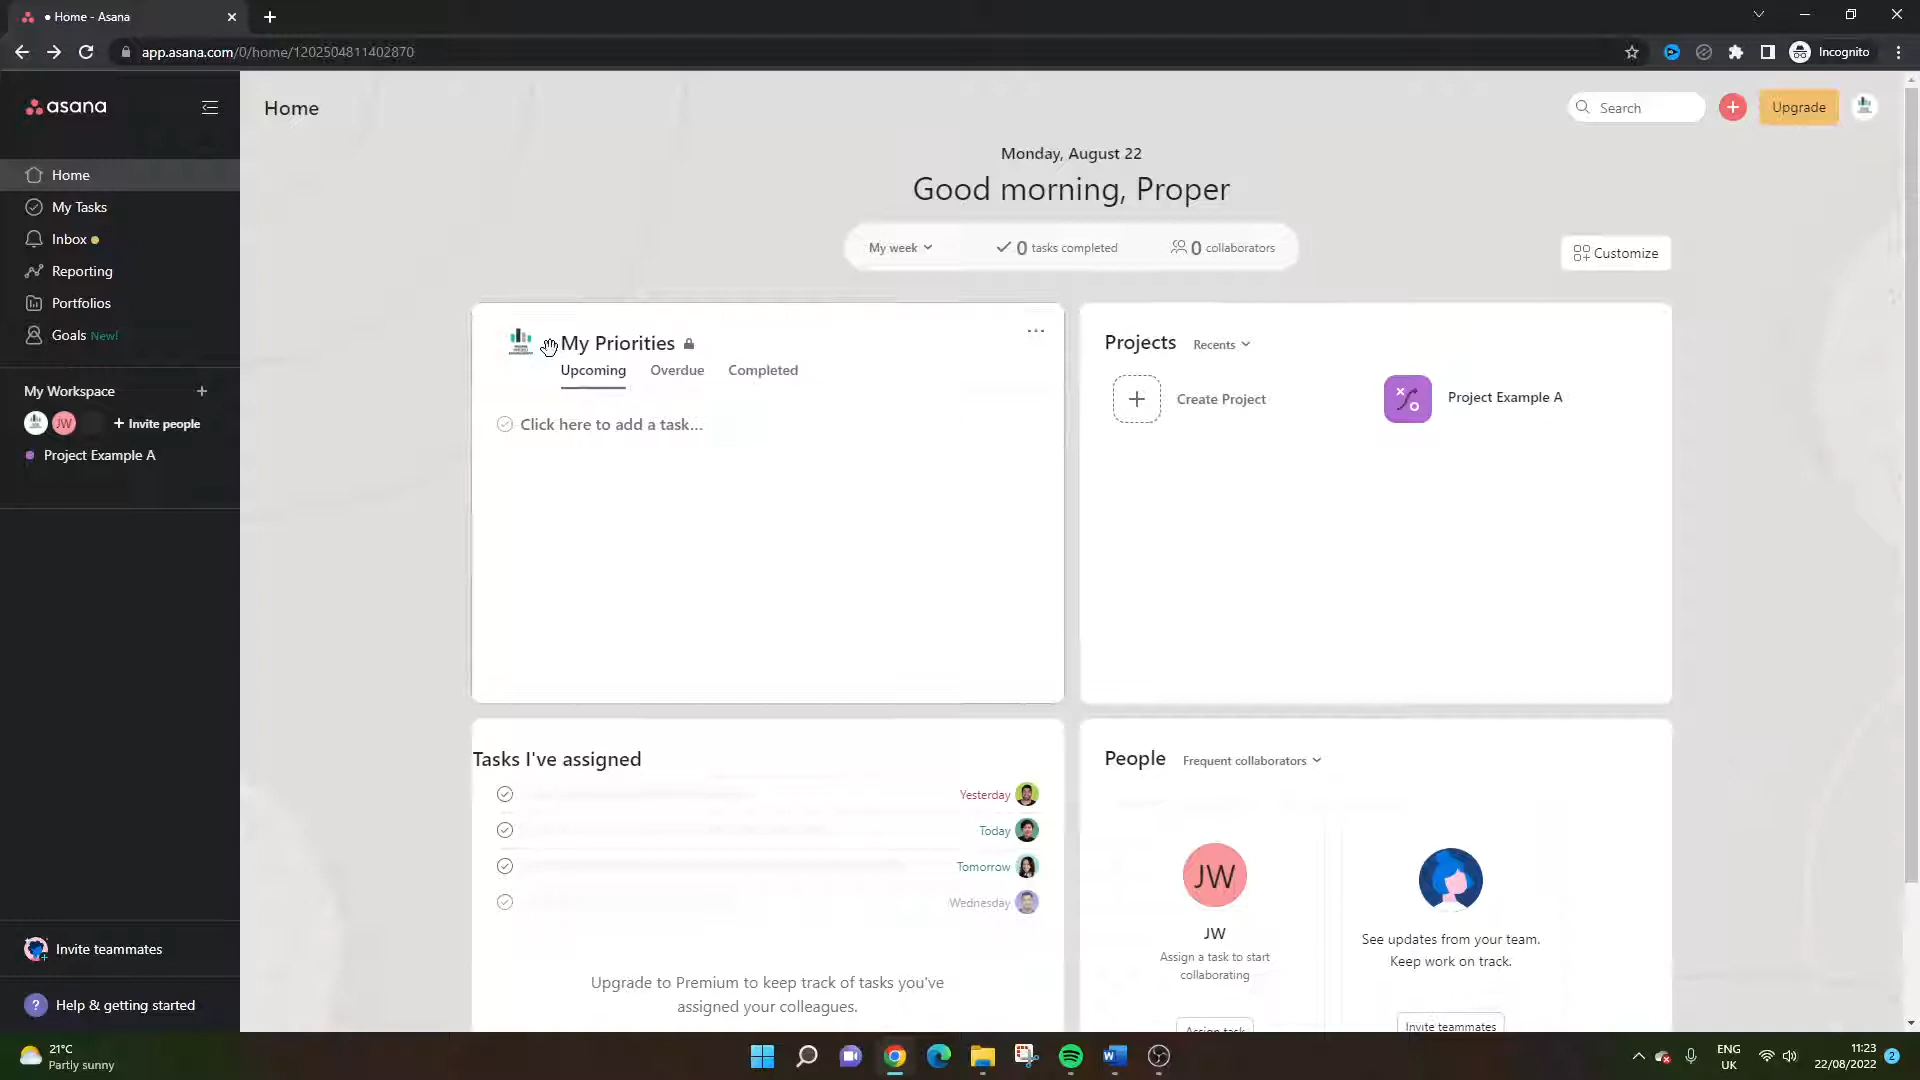 Home - Asana
app.asana.com/0/home/1202504811402870
Incognito
asana
Home
Search
Upgrade
Monday, August 22
Good morning, Proper
My week
0 tasks completed
0 collaborators
Customize
Home
My Tasks
Inbox
Reporting
Portfolios
Goals New!
My Workspace
JW
Invite people
Project Example A
My Priorities
Upcoming Overdue Completed
Click here to add a task...
Projects Recents
Create Project
Project Example A
Tasks I've assigned
Yesterday
Today
Tomorrow
Wednesday
Upgrade to Premium to keep track of tasks you've
assigned your colleagues.
People Frequent collaborators
JW
JW
Assign a task to start
collaborating
Assign task
See updates from your team.
Keep work on track.
Invite teammates
Invite teammates
? Help & getting started
21°C
Partly sunny
ENG
UK
11:23
22/08/2022
2